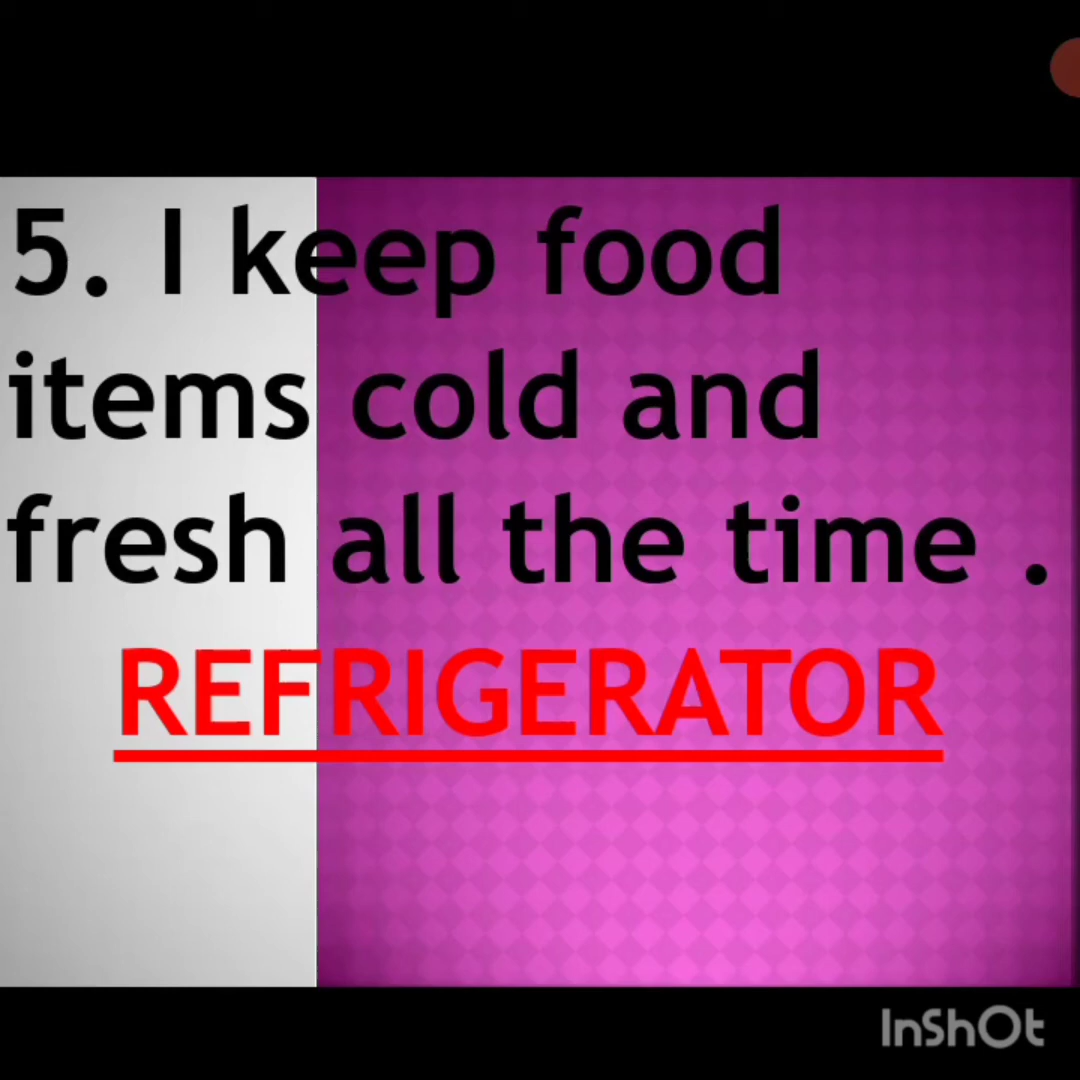 5. I keep food
items cold and
fresh all the time .
REFRIGERATOR
InShOt